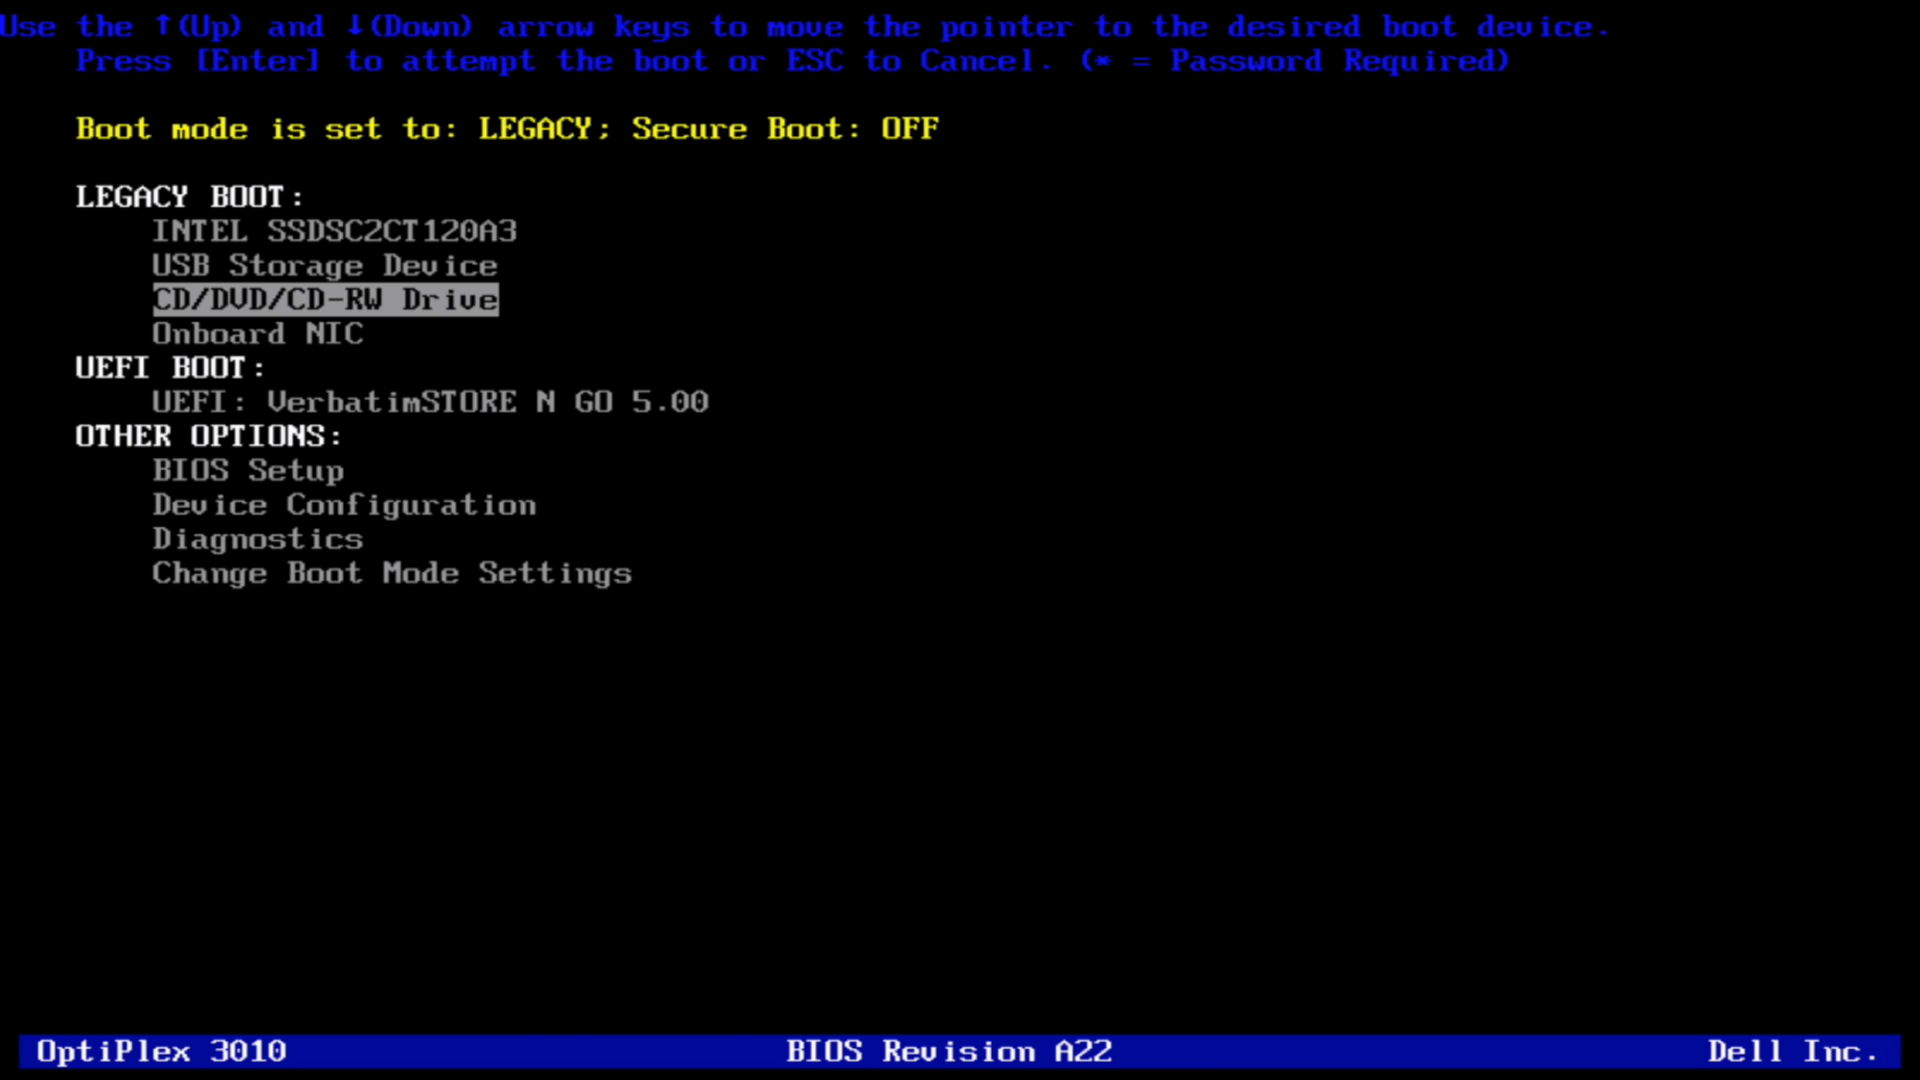 Use the ↑(Up) and ↓(Down) arrow keys to move the pointer to the desired boot device.
Press [Enter] to attempt the boot or ESC to Cancel. (* = Password Required)
Boot mode is set to: LEGACY; Secure Boot: OFF
LEGACY BOOT:
INTEL SSDSC2CT120A3
USB Storage Device
CD/DVD/CD-RW Drive
Onboard NIC
UEFI BOOT:
UEFI: VerbatimSTORE N GO 5.00
OTHER OPTIONS:
BIOS Setup
Device Configuration
Diagnostics
Change Boot Mode Settings
OptiPlex 3010 BIOS Revision A22 Dell Inc.